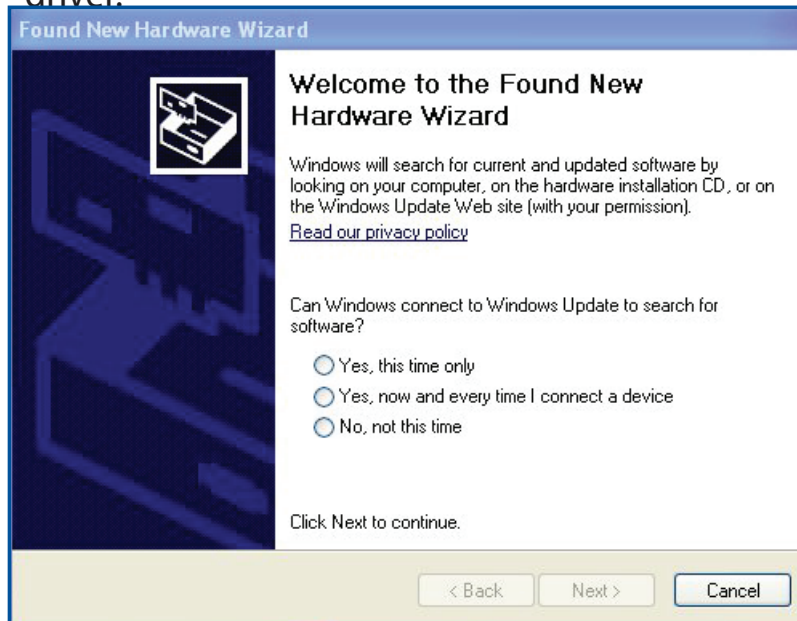 driver.
Found New Hardware Wizard
Welcome to the Found New
Hardware Wizard
Windows will search for current and updated software by
looking on your computer, on the hardware installation CD, or on
the Windows Update Web site (with your permission).
Read our privacy policy
Can Windows connect to Windows Update to search for
software?
Yes, this time only
Yes, now and every time I connect a device
No, not this time
Click Next to continue.
< Back Next > Cancel